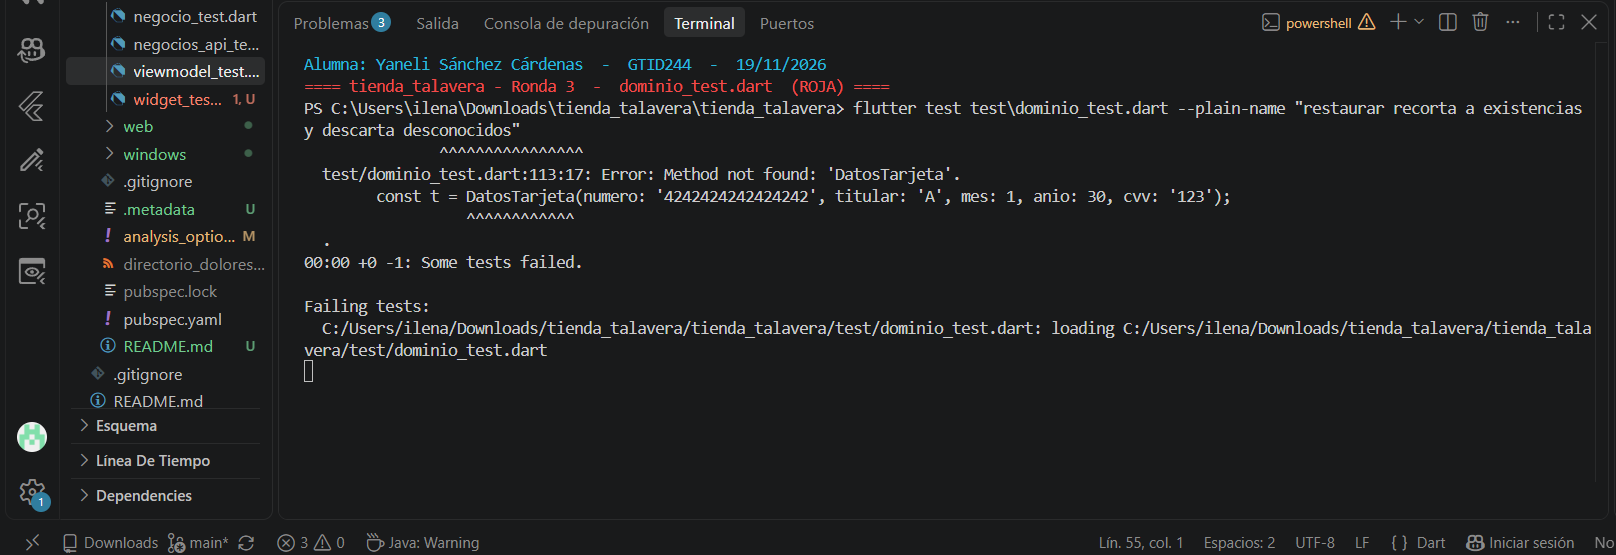 negocio_test.dart
negocios_api_te...
viewmodel_test....
widget_tes... 1, U
web
windows
.gitignore
.metadata U
analysis_optio... M
directorio_dolores...
pubspec.lock
pubspec.yaml
README.md U
.gitignore
README.md
Esquema
Línea De Tiempo
Dependencies
1
Problemas 3 Salida Consola de depuración Terminal Puertos
powershell
Alumna: Yaneli Sánchez Cárdenas - GTID244 - 19/11/2026
==== tienda_talavera - Ronda 3 - dominio_test.dart (ROJA) ====
PS C:\Users\ilena\Downloads\tienda_talavera\tienda_talavera> flutter test test\dominio_test.dart --plain-name "restaurar recorta a existencias
y descarta desconocidos"
^^^^^^^^^^^^^^^^
test/dominio_test.dart:113:17: Error: Method not found: 'DatosTarjeta'.
const t = DatosTarjeta(numero: '4242424242424242', titular: 'A', mes: 1, anio: 30, cvv: '123');
^^^^^^^^^^^^
.
00:00 +0 -1: Some tests failed.
Failing tests:
C:/Users/ilena/Downloads/tienda_talavera/tienda_talavera/test/dominio_test.dart: loading C:/Users/ilena/Downloads/tienda_talavera/tienda_tala
vera/test/dominio_test.dart
Downloads main* 3 0 Java: Warning Lín. 55, col. 1 Espacios: 2 UTF-8 LF { } Dart Iniciar sesión No